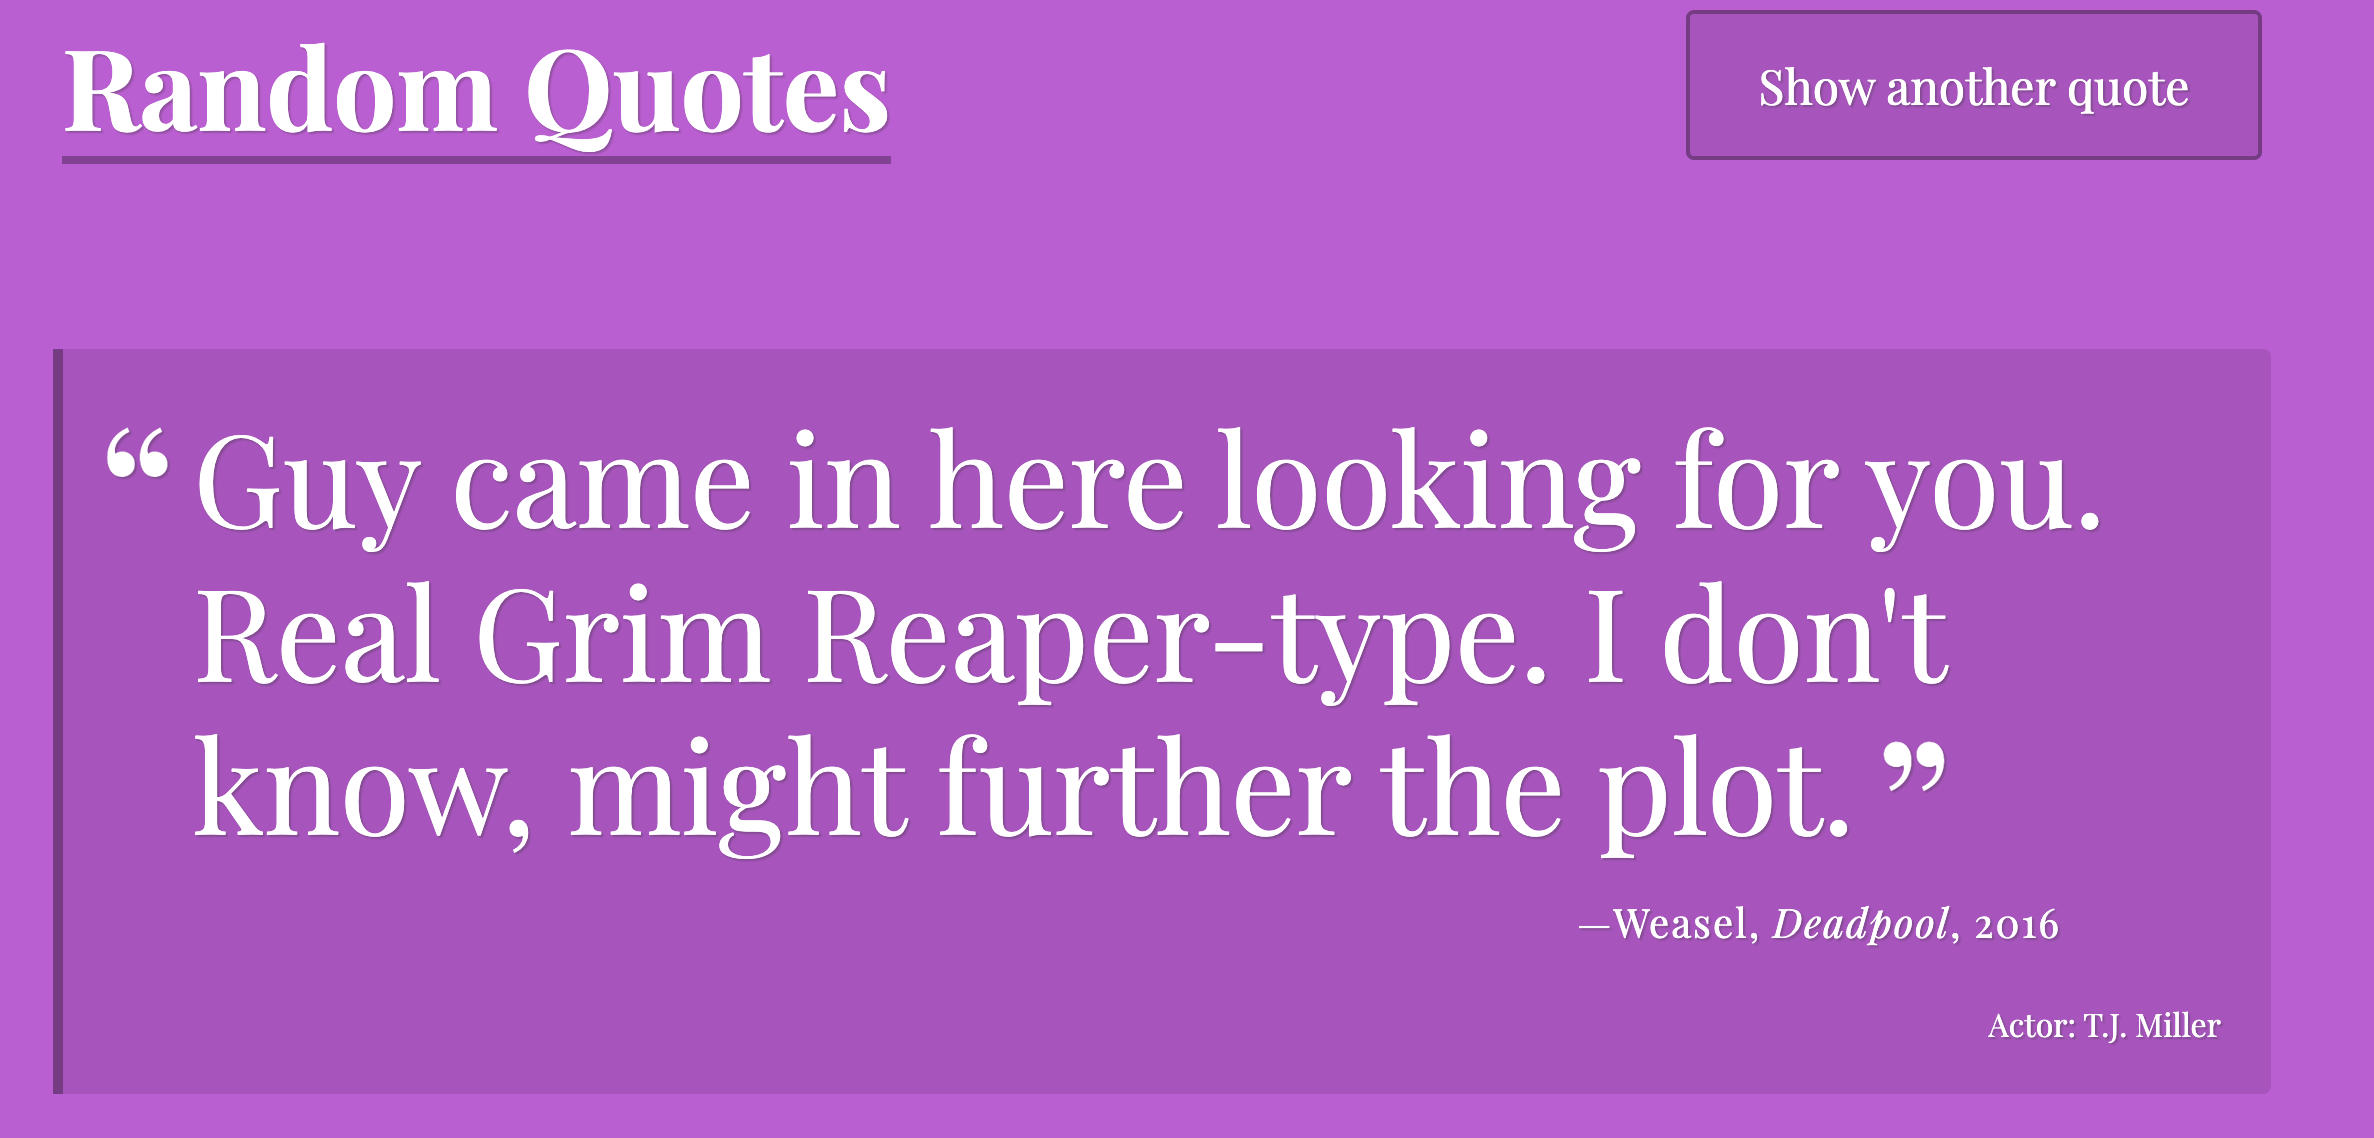 Random Quotes
Show another quote
“Guy came in here looking for you.
Real Grim Reaper-type. I don't
know, might further the plot.”
—Weasel, Deadpool, 2016
Actor: T.J. Miller